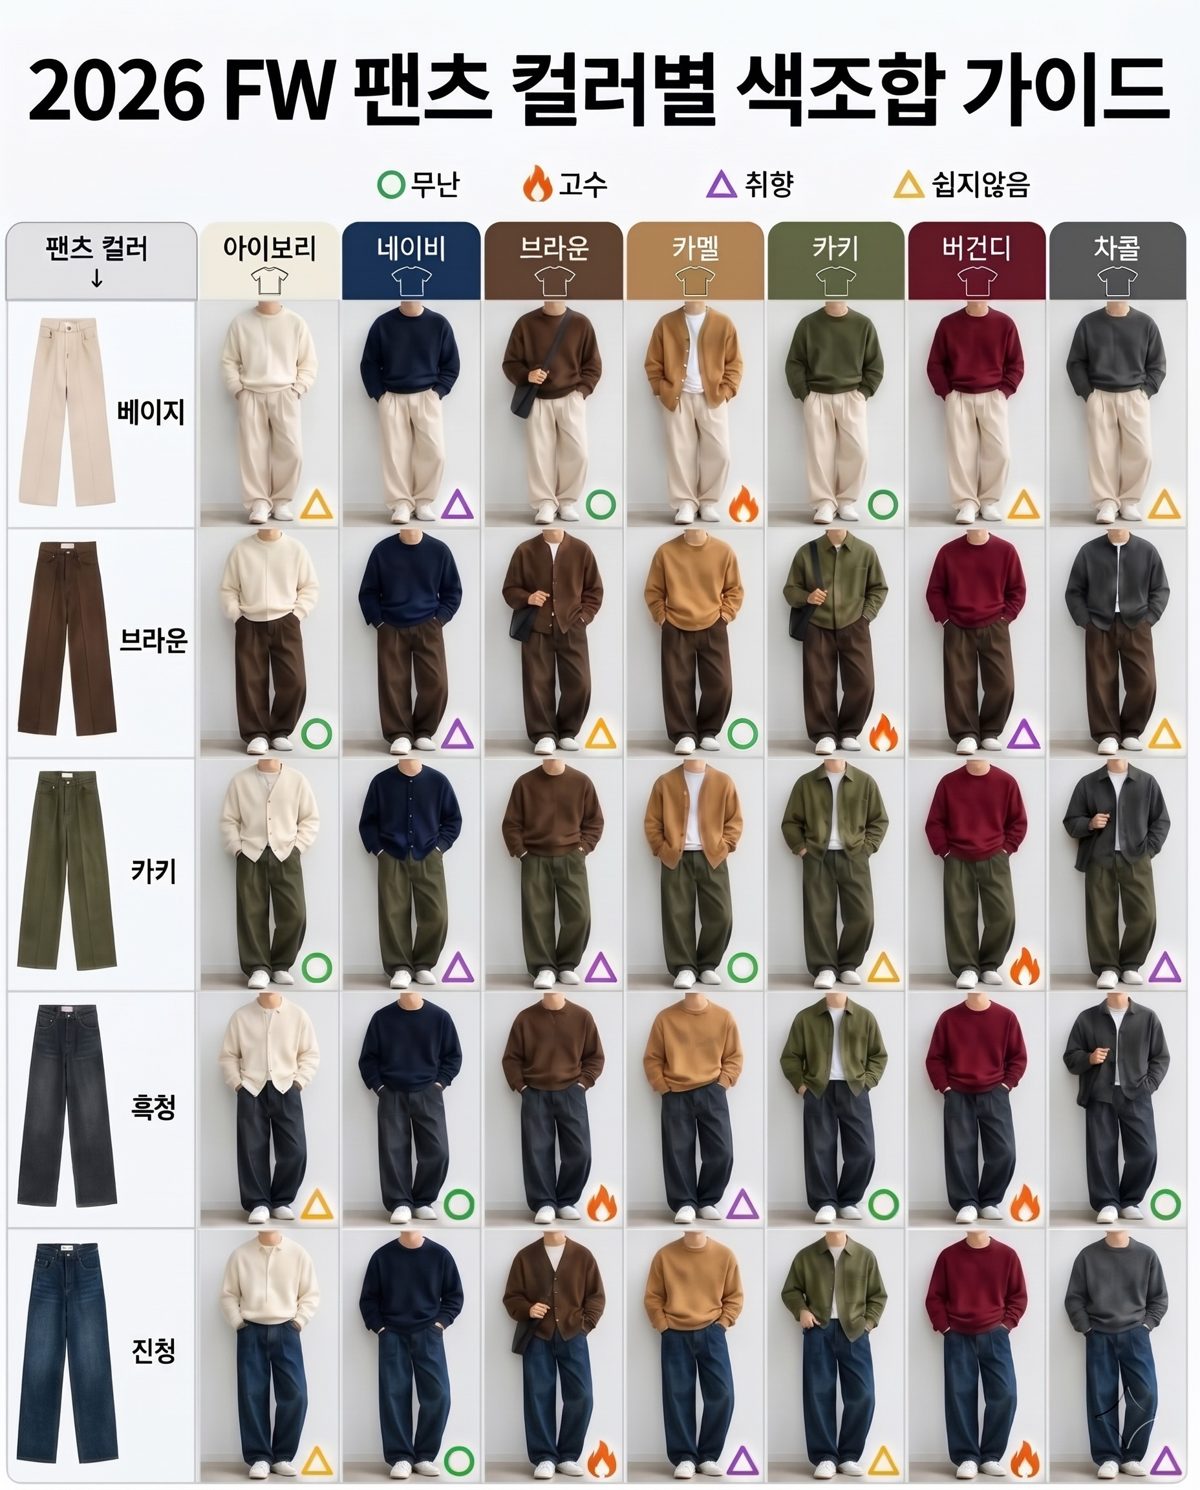 2026 FW 팬츠 컬러별 색조합 가이드
무난 고수 취향 쉽지않음
팬츠 컬러 아이보리 네이비 브라운 카멜 카키 버건디 차콜
↓
베이지
브라운
카키
흑청
진청